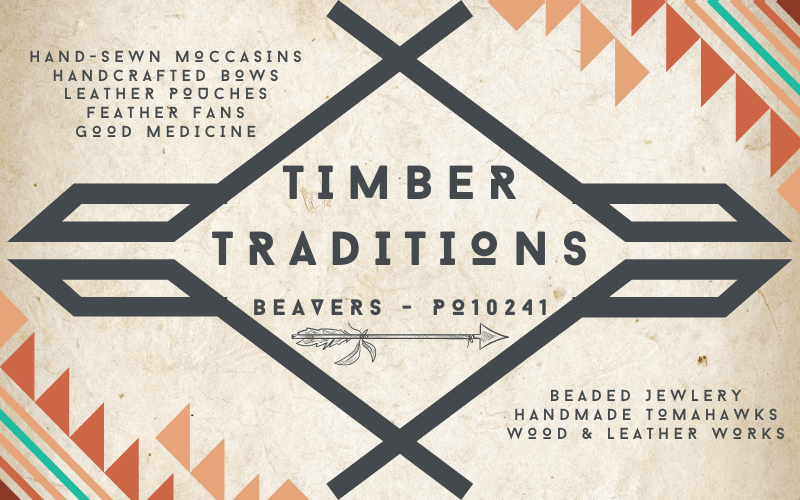 HAND-SEWN MOCCASINS
HANDCRAFTED BOWS
LEATHER POUCHES
FEATHER FANS
GOOD MEDICINE
TIMBER
TRADITIONS
BEAVERS - PO10241
BEADED JEWLERY
HANDMADE TOMAHAWKS
WOOD & LEATHER WORKS